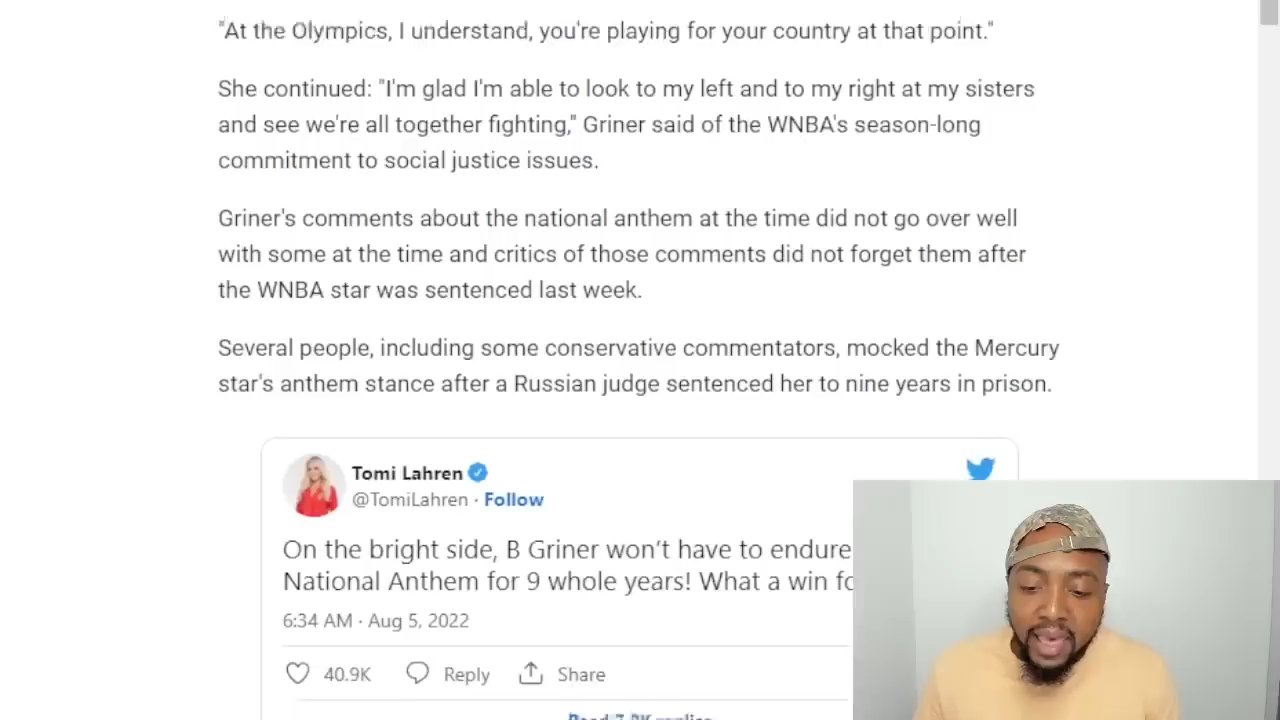 "At the Olympics, I understand, you're playing for your country at that point."
She continued: "I'm glad I'm able to look to my left and to my right at my sisters
and see we're all together fighting," Griner said of the WNBA's season-long
commitment to social justice issues.
Griner's comments about the national anthem at the time did not go over well
with some at the time and critics of those comments did not forget them after
the WNBA star was sentenced last week.
Several people, including some conservative commentators, mocked the Mercury
star's anthem stance after a Russian judge sentenced her to nine years in prison.
Tomi Lahren
@TomiLahren · Follow
On the bright side, B Griner won't have to endure
National Anthem for 9 whole years! What a win
6:34 AM · Aug 5, 2022
40.9K Reply Share